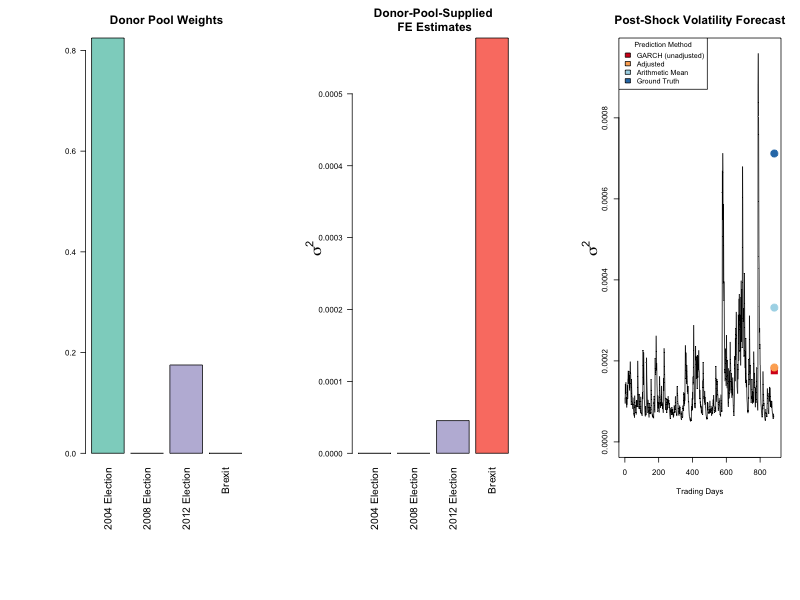 Donor Pool Weights
0.8
0.6
0.4
0.2
0.0
2004 Election
2008 Election
2012 Election
Brexit
Donor-Pool-Supplied
FE Estimates
σ²
0.0005
0.0004
0.0003
0.0002
0.0001
0.0000
2004 Election
2008 Election
2012 Election
Brexit
Post-Shock Volatility Forecast
Prediction Method
GARCH (unadjusted)
Adjusted
Arithmetic Mean
Ground Truth
σ²
0.0008
0.0006
0.0004
0.0002
0.0000
0 200 400 600 800
Trading Days